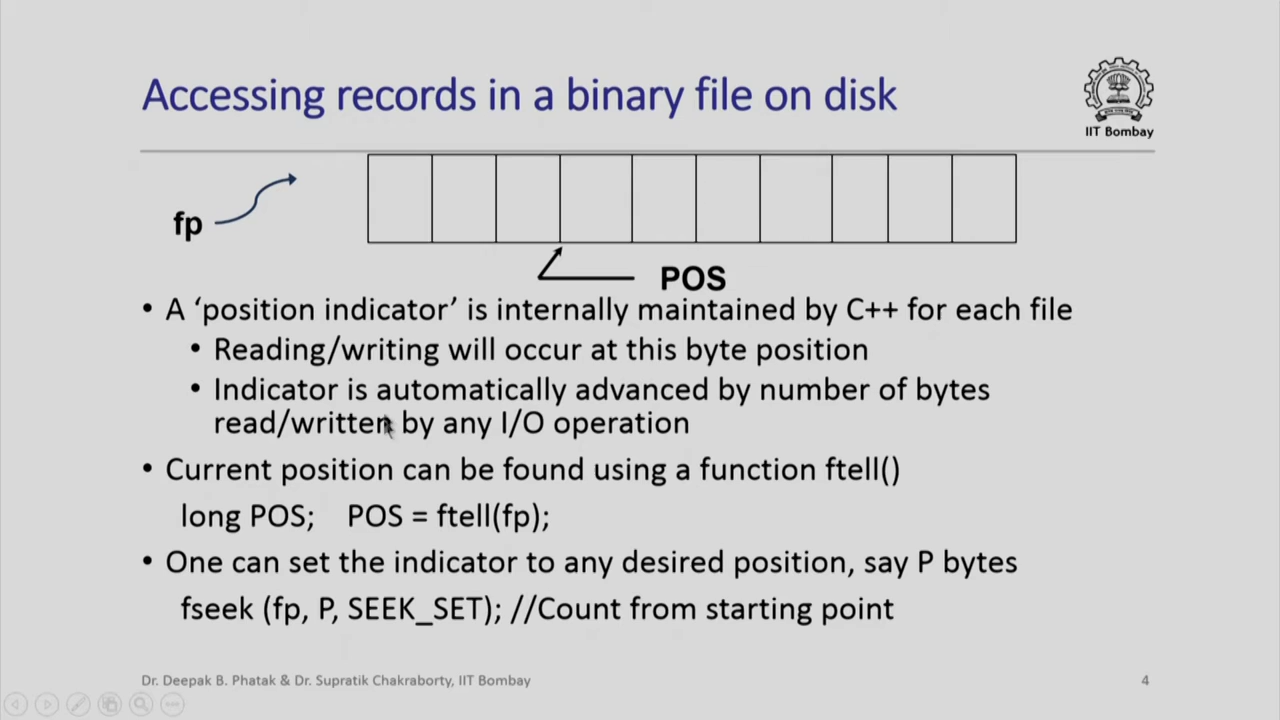 Accessing records in a binary file on disk
IIT Bombay
fp
POS
• A ‘position indicator’ is internally maintained by C++ for each file
• Reading/writing will occur at this byte position
• Indicator is automatically advanced by number of bytes
read/written by any I/O operation
• Current position can be found using a function ftell()
long POS; POS = ftell(fp);
• One can set the indicator to any desired position, say P bytes
fseek (fp, P, SEEK_SET); //Count from starting point
Dr. Deepak B. Phatak & Dr. Supratik Chakraborty, IIT Bombay
4